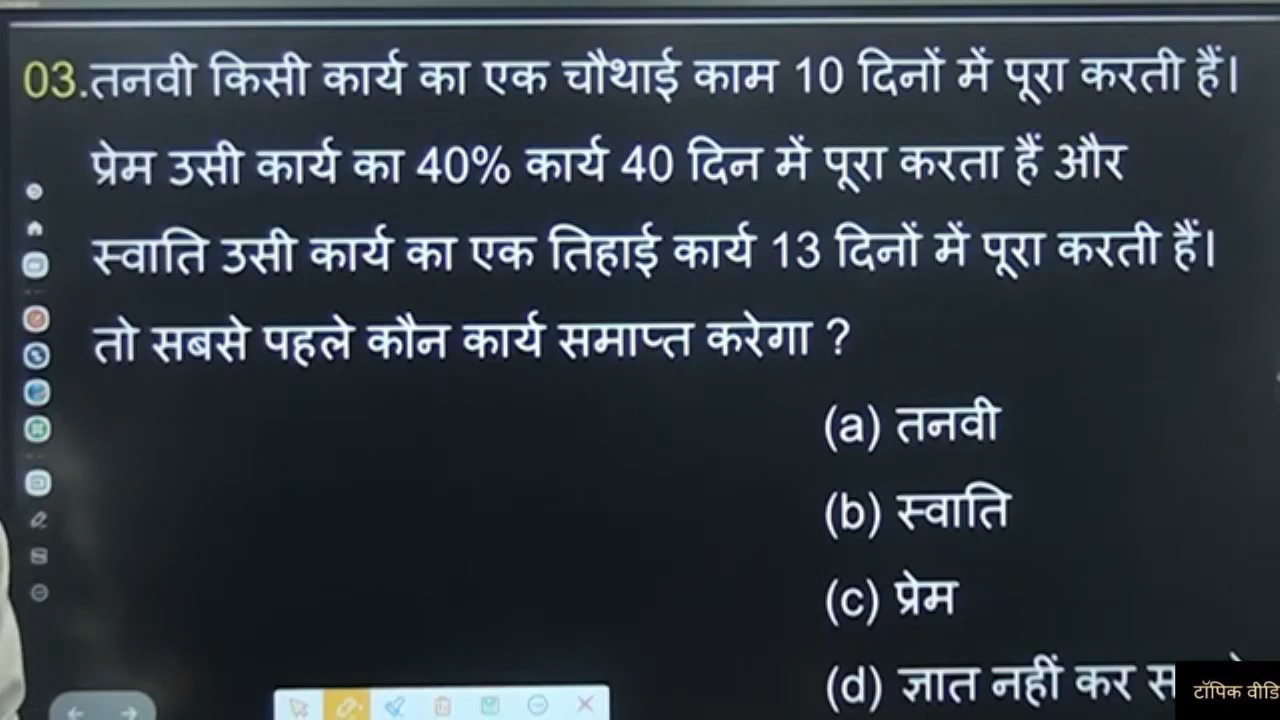 03.तनवी किसी कार्य का एक चौथाई काम 10 दिनों में पूरा करती हैं।
प्रेम उसी कार्य का 40% कार्य 40 दिन में पूरा करता हैं और
स्वाति उसी कार्य का एक तिहाई कार्य 13 दिनों में पूरा करती हैं।
तो सबसे पहले कौन कार्य समाप्त करेगा ?
(a) तनवी
(b) स्वाति
(c) प्रेम
(d) ज्ञात नहीं कर
टॉपिक